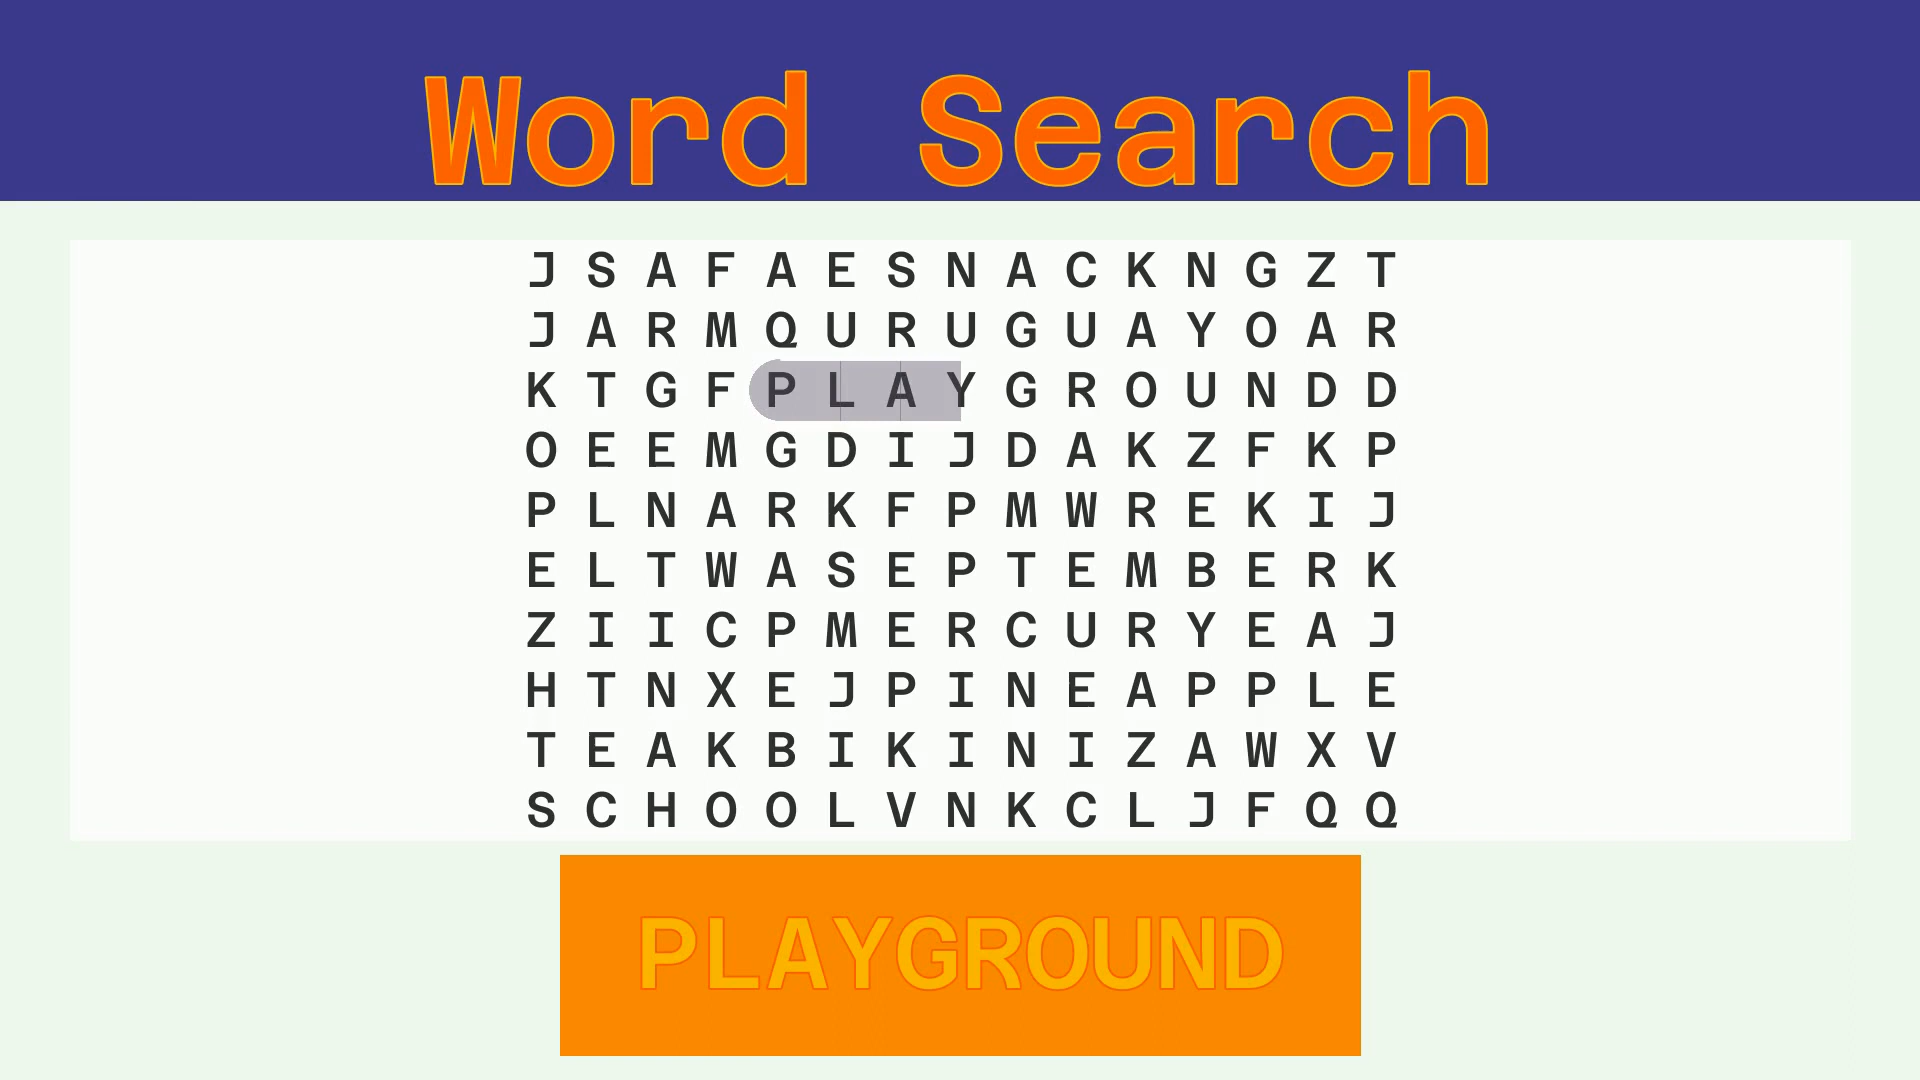 Word Search
J S A F A E S N A C K N G Z T
J A R M Q U R U G U A Y O A R
K T G F P L A Y G R O U N D D
O E E M G D I J D A K Z F K P
P L N A R K F P M W R E K I J
E L T W A S E P T E M B E R K
Z I I C P M E R C U R Y E A J
H T N X E J P I N E A P P L E
T E A K B I K I N I Z A W X V
S C H O O L V N K C L J F Q Q
PLAYGROUND